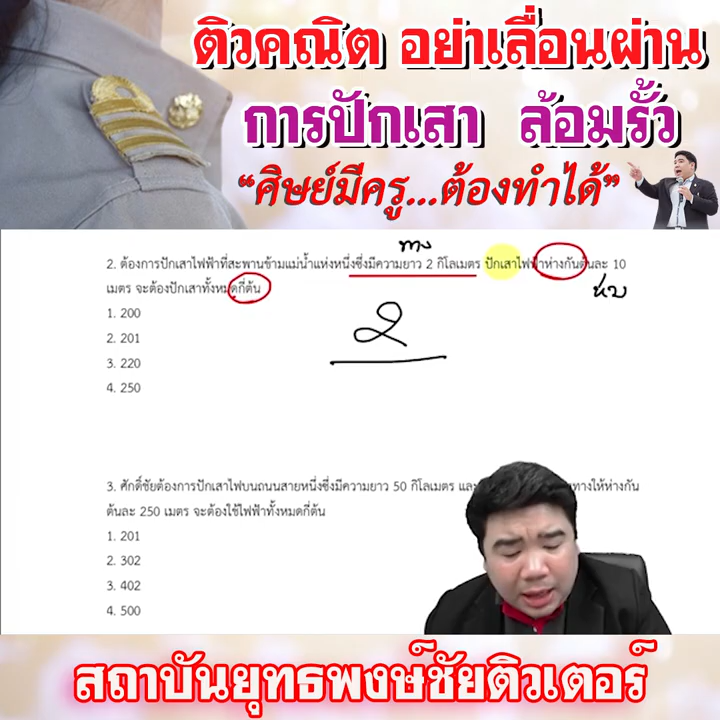 ติวคณิต อย่าเลื่อนผ่าน
การปักเสา ล้อมรั้ว
“ศิษย์มีครู...ต้องทำได้”
ทาง
2. ต้องการปักเสาไฟฟ้าที่สะพานข้ามแม่น้ำแห่งหนึ่งซึ่งมีความยาว 2 กิโลเมตร ปักเสาไฟฟ้าห่างกันต้นละ 10
เมตร จะต้องปักเสาทั้งหมดกี่ต้น
ห่าง
1. 200
2. 201
3. 220
4. 250
2
3. ศักดิ์ชัยต้องการปักเสาไฟบนถนนสายหนึ่งซึ่งมีความยาว 50 กิโลเมตร และ ทางให้ห่างกัน
ต้นละ 250 เมตร จะต้องใช้ไฟฟ้าทั้งหมดกี่ต้น
1. 201
2. 302
3. 402
4. 500
สถาบันยุทธพงษ์ชัยติวเตอร์